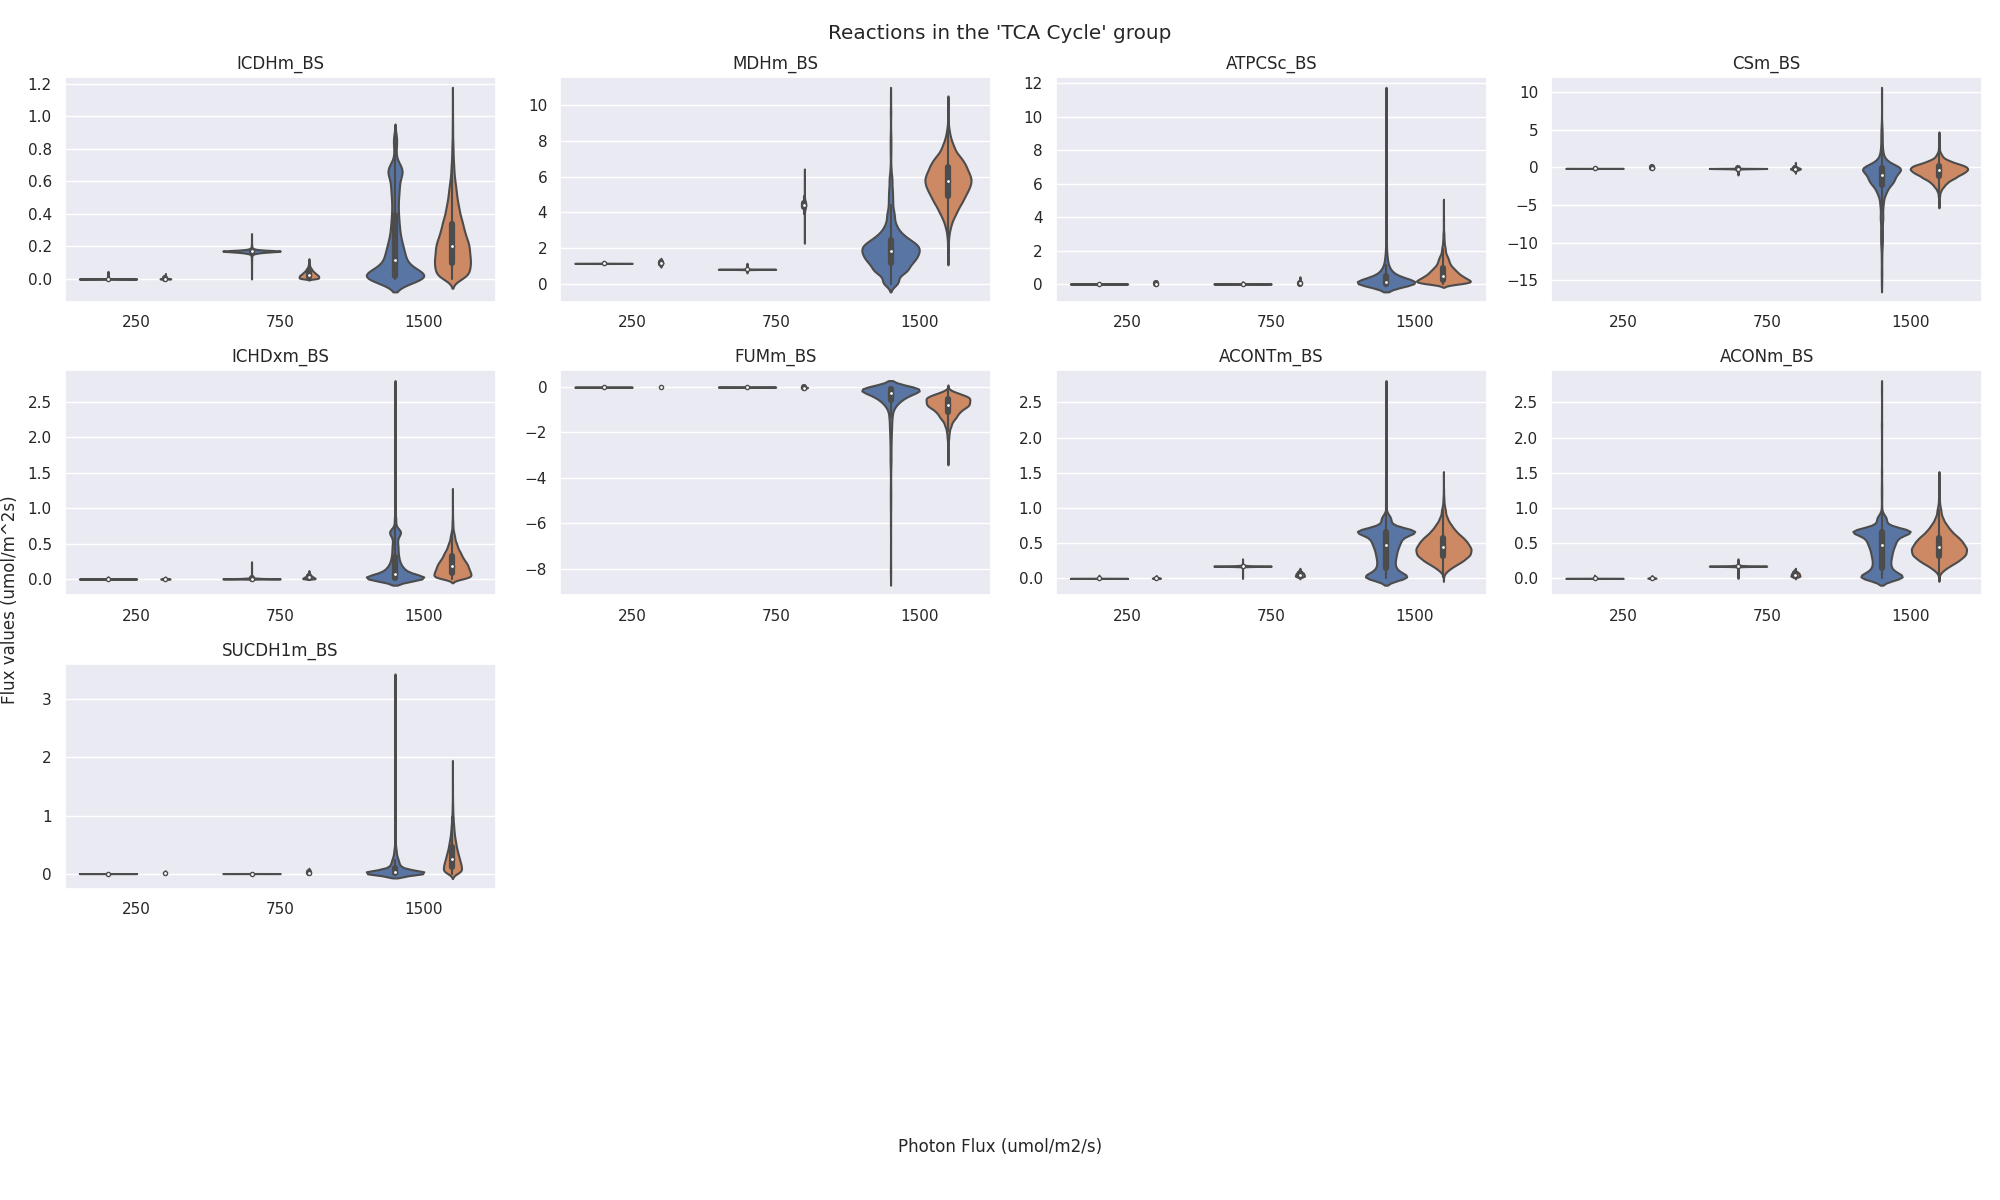 Reactions in the 'TCA Cycle' group
ICDHm_BS
MDHm_BS
ATPCSc_BS
CSm_BS
1.2
1.0
0.8
0.6
0.4
0.2
0.0
250 750 1500
10
8
6
4
2
0
250 750 1500
12
10
8
6
4
2
0
250 750 1500
10
5
0
−5
−10
−15
250 750 1500
ICHDxm_BS
FUMm_BS
ACONTm_BS
ACONm_BS
2.5
2.0
1.5
1.0
0.5
0.0
250 750 1500
0
−2
−4
−6
−8
250 750 1500
2.5
2.0
1.5
1.0
0.5
0.0
250 750 1500
2.5
2.0
1.5
1.0
0.5
0.0
250 750 1500
Flux values (umol/m^2s)
SUCDH1m_BS
3
2
1
0
250 750 1500
Photon Flux (umol/m2/s)